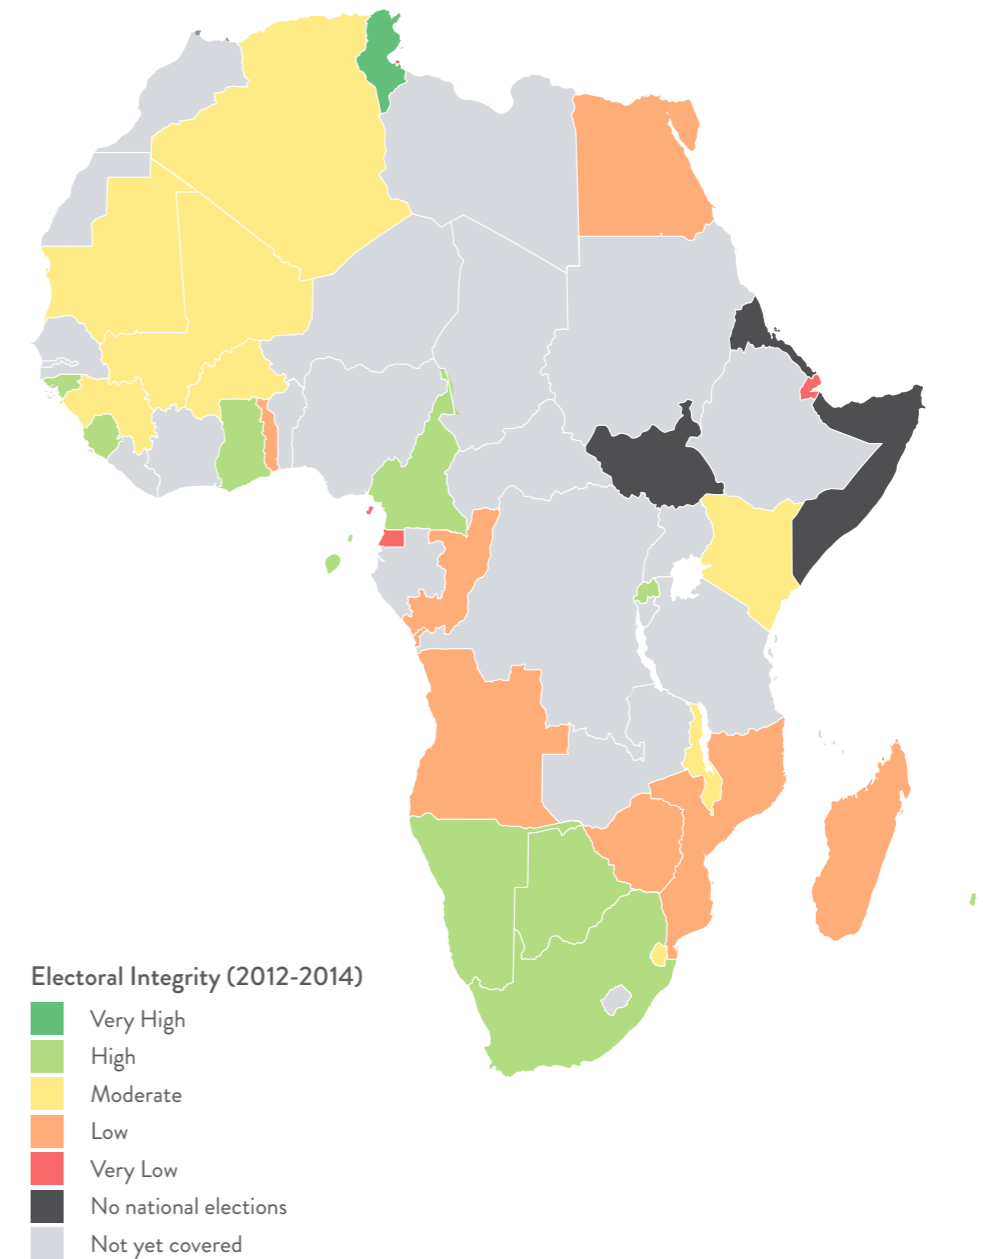 Electoral Integrity (2012-2014)
Very High
High
Moderate
Low
Very Low
No national elections
Not yet covered